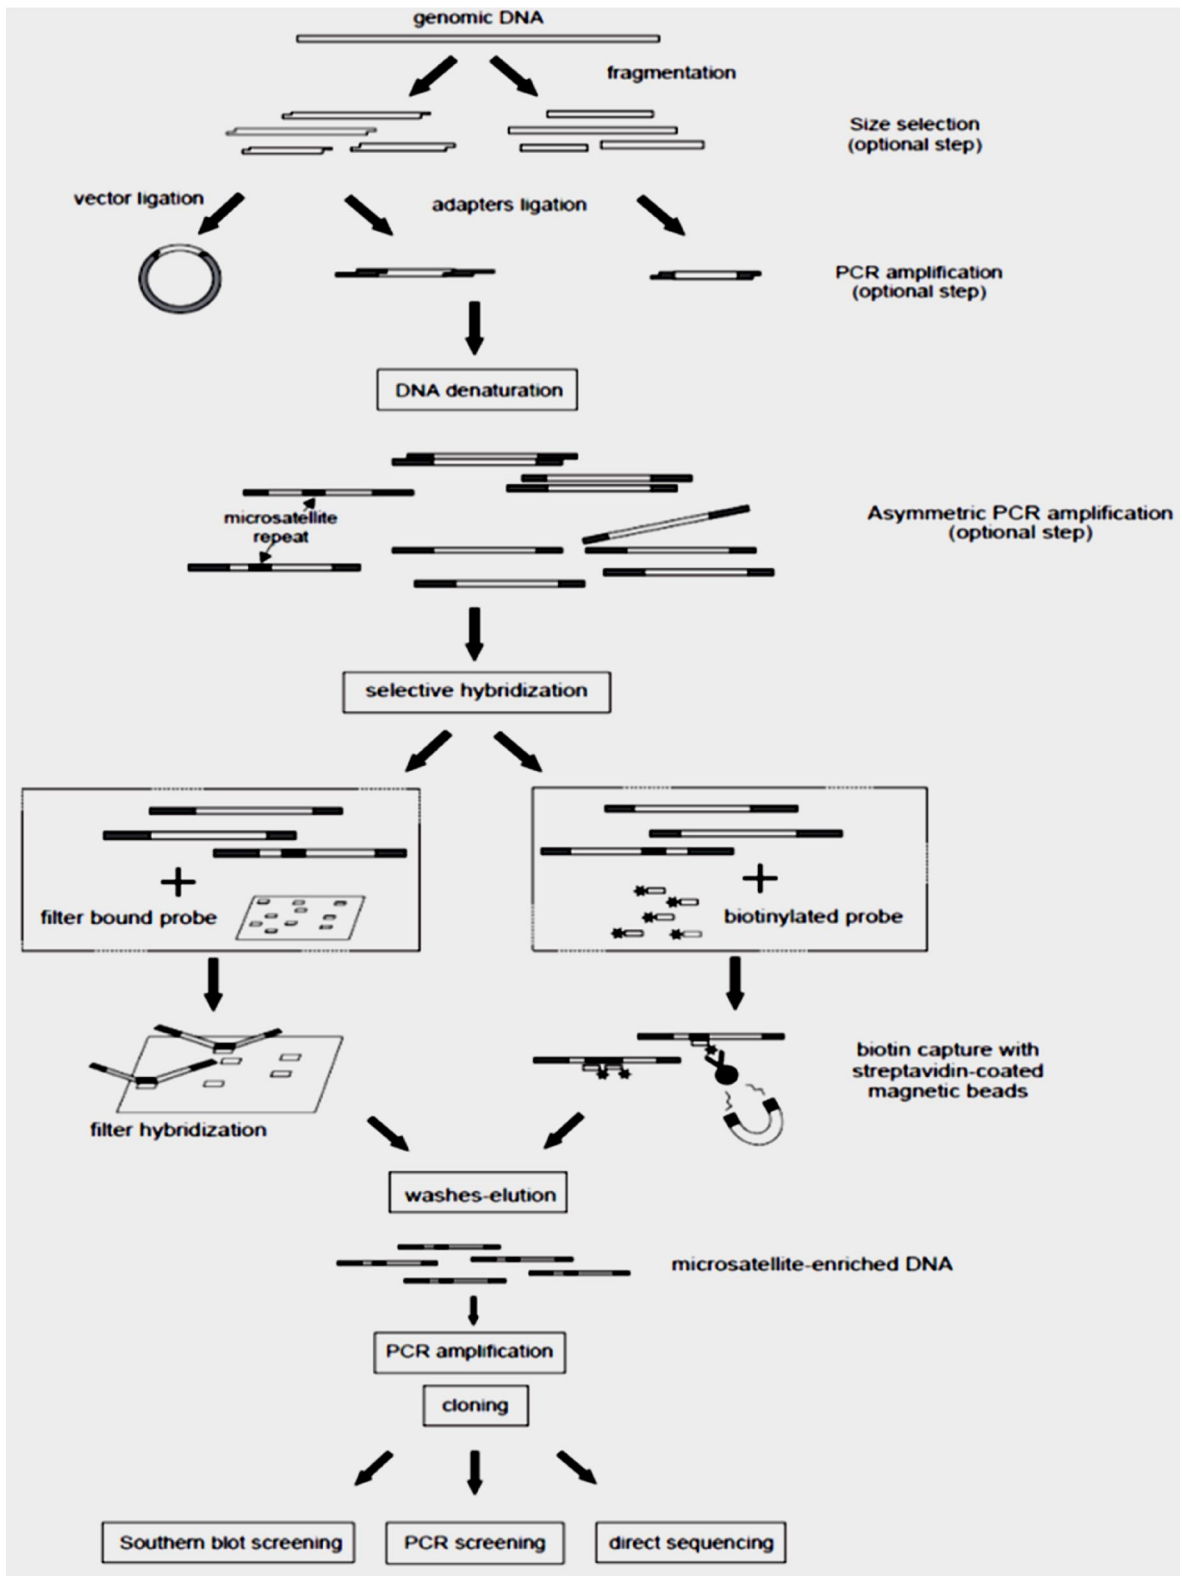 genomic DNA
fragmentation
Size selection
(optional step)
vector ligation
adapters ligation
PCR amplification
(optional step)
DNA denaturation
microsatellite
repeat
Asymmetric PCR amplification
(optional step)
selective hybridization
filter bound probe
biotinylated probe
filter hybridization
biotin capture with
streptavidin-coated
magnetic beads
washes-elution
microsatellite-enriched DNA
PCR amplification
cloning
Southern blot screening
PCR screening
direct sequencing